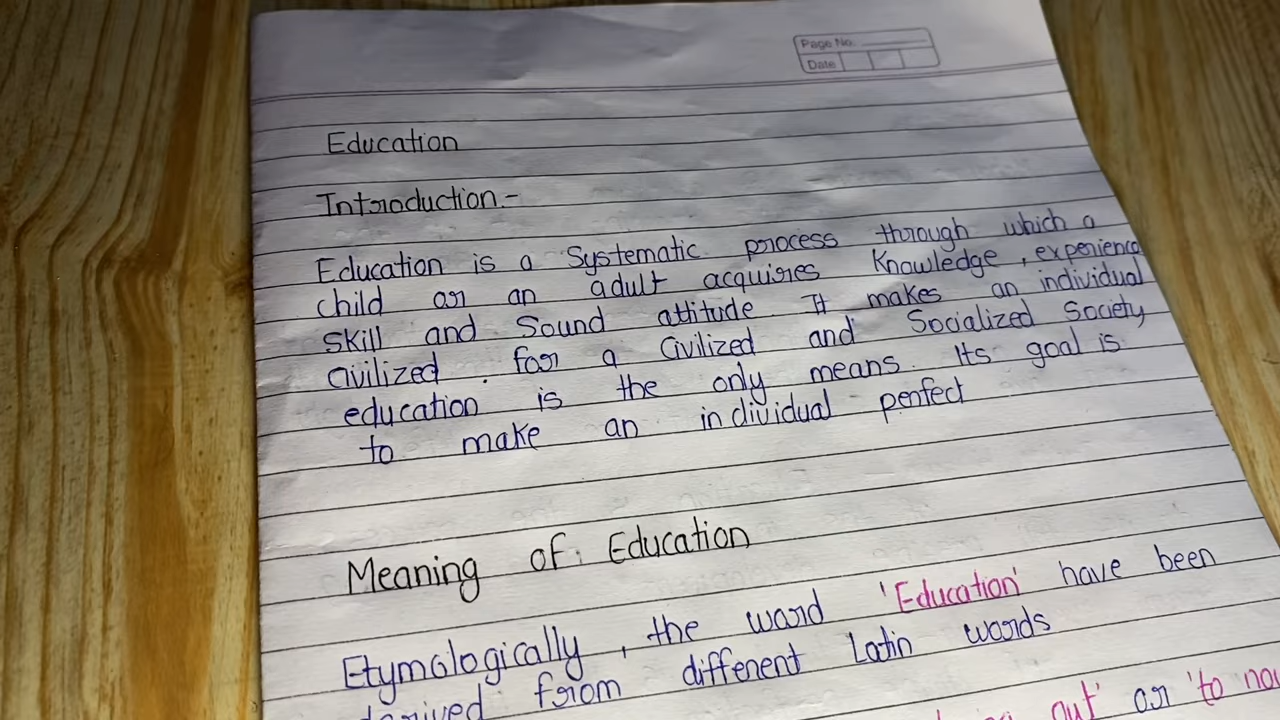 Page No.
Date
Education
Introduction:-
Education is a Systematic process through which a
child or an adult acquires Knowledge, experience
Skill and Sound attitude It makes an individual
civilized. for a Civilized and Socialized Society
education is the only means. Its goal is
to make an individual perfect
Meaning of Education
Etymologically, the word 'Education' have been
derived from different Latin words
out' or 'to